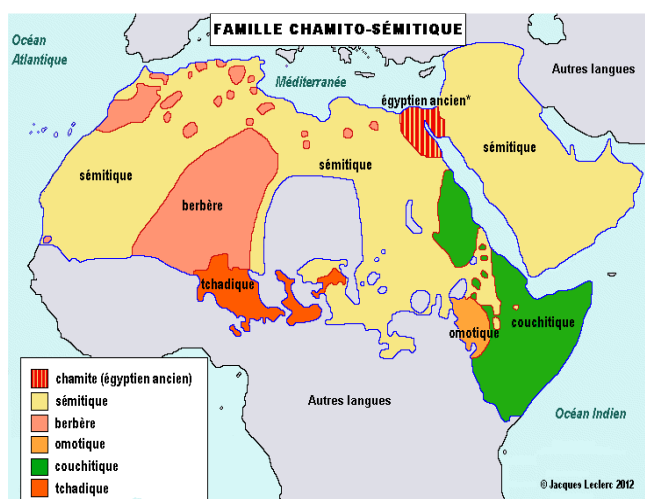 FAMILLE CHAMITO-SÉMITIQUE
Océan
Atlantique
Autres langues
Méditerranée
égyptien ancien*
sémitique
sémitique
sémitique
berbère
tchadique
couchitique
omotique
Autres langues
Océan Indien
chamite (égyptien ancien)
sémitique
berbère
omotique
couchitique
tchadique
© Jacques Leclerc 2012